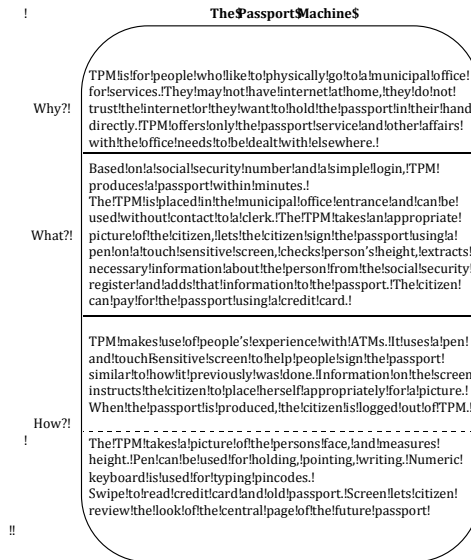 !
The$Passport$Machine$
TPM!is!for!people!who!like!to!physically!go!to!a!municipal!office!
for!services.!They!may!not!have!internet!at!home,!they!do!not!
Why?!
trust!the!internet!or!they!want!to!hold!the!passport!in!their!hand
directly.!TPM!offers!only!the!passport!service!and!other!affairs!
with!the!office!needs!to!be!dealt!with!elsewhere.!
Based!on!a!social!security!number!and!a!simple!login,!TPM!
produces!a!passport!within!minutes.!
The!TPM!is!placed!in!the!municipal!office!entrance!and!can!be!
used!without!contact!to!a!clerk.!The!TPM!takes!an!appropriate!
What?!
picture!of!the!citizen,!lets!the!citizen!sign!the!passport!using!a!
pen!on!a!touch!sensitive!screen,!checks!person's!height,!extracts!
necessary!information!about!the!person!from!the!social!security!
register!and!adds!that!information!to!the!passport.!The!citizen!
can!pay!for!the!passport!using!a!credit!card.!
TPM!makes!use!of!people's!experience!with!ATMs.!It!uses!a!pen!
and!touchBsensitive!screen!to!help!people!sign!the!passport!
similar!to!how!it!previously!was!done.!Information!on!the!screen
instructs!the!citizen!to!place!herself!appropriately!for!a!picture.!
When!the!passport!is!produced,!the!citizen!is!logged!out!of!TPM.!
How?!
!
The!TPM!takes!a!picture!of!the!persons!face,!and!measures!
height.!Pen!can!be!used!for!holding,!pointing,!writing.!Numeric!
keyboard!is!used!for!typing!pincodes.!
Swipe!to!read!credit!card!and!old!passport.!Screen!lets!citizen!
review!the!look!of!the!central!page!of!the!future!passport!
!!